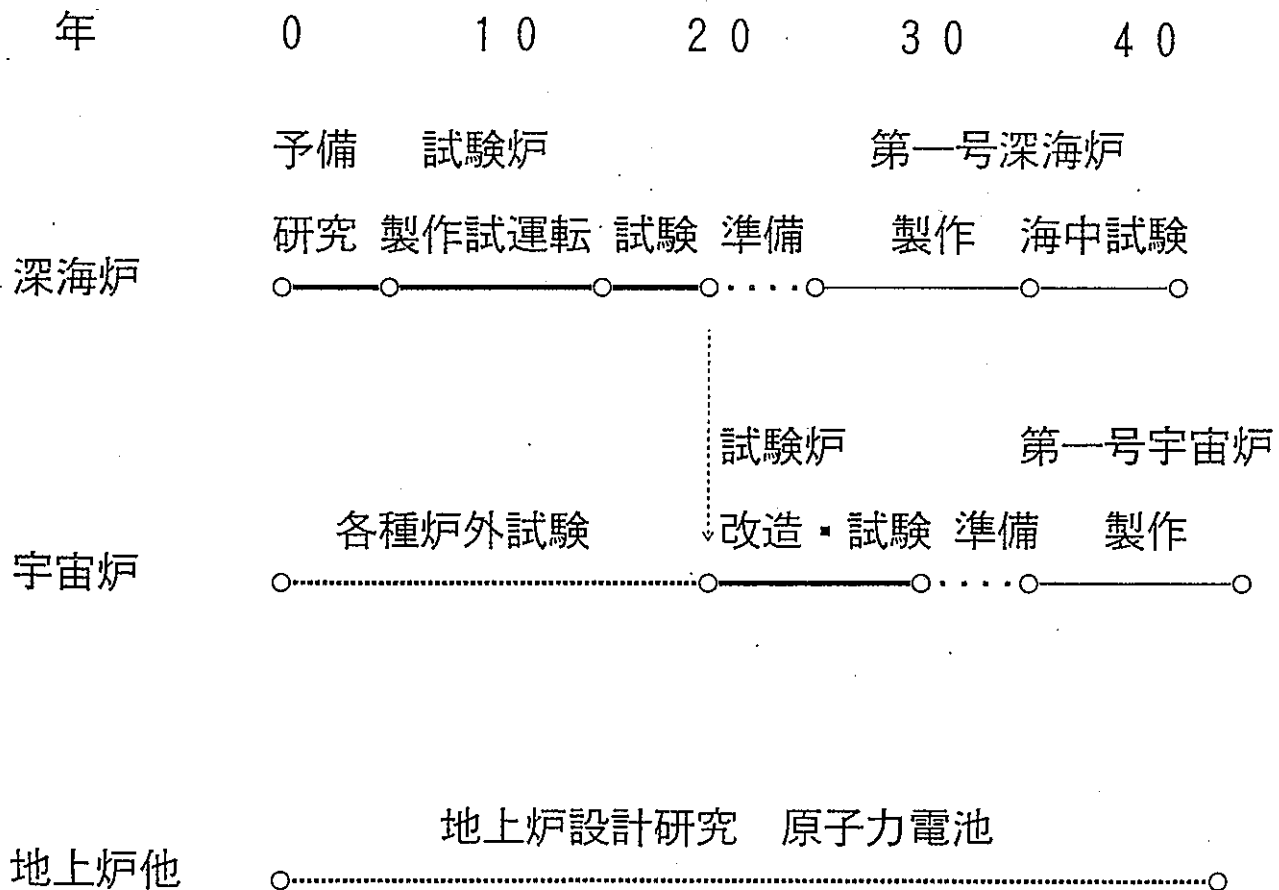 年 0 10 20 30 40
予備 試験炉 第一号深海炉
研究 製作試運転 試験 準備 製作 海中試験
深海炉
試験炉 第一号宇宙炉
各種炉外試験 改造・試験 準備 製作
宇宙炉
地上炉設計研究 原子力電池
地上炉他